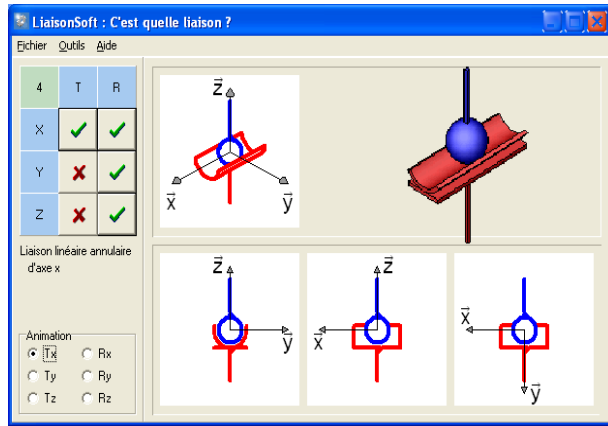 LiaisonSoft : C'est quelle liaison ?
Fichier Outils Aide
4 T R
X
Y
Z
Liaison linéaire annulaire
d'axe x
Animation
Tx Rx
Ty Ry
Tz Rz
z
x y
z
y
z
x
x
y